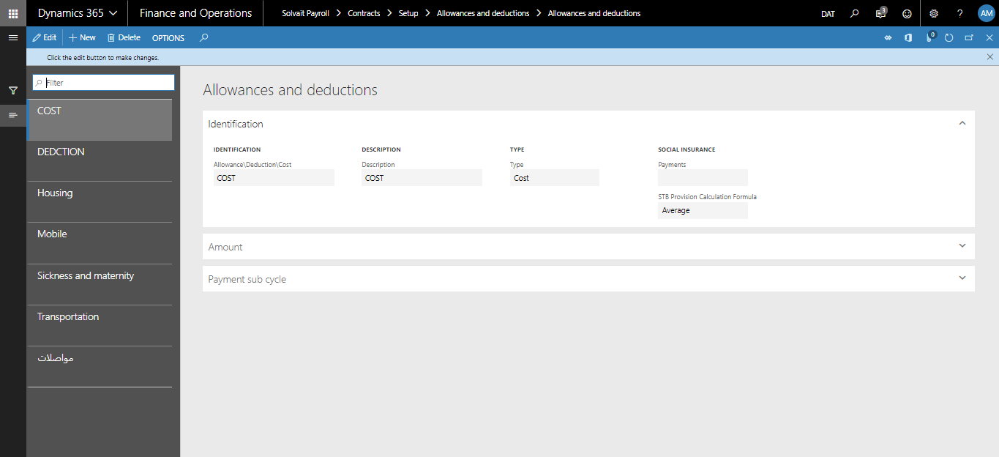 Dynamics 365 Finance and Operations Solvait Payroll > Contracts > Setup > Allowances and deductions > Allowances and deductions DAT 3 ? AM
Edit + New Delete OPTIONS 0
Click the edit button to make changes.
Filter
COST
DEDCTION
Housing
Mobile
Sickness and maternity
Transportation
مواصلات
Allowances and deductions
Identification
IDENTIFICATION DESCRIPTION TYPE SOCIAL INSURANCE
Allowance\Deduction\Cost Description Type Payments
COST COST Cost
STB Provision Calculation Formula
Average
Amount
Payment sub cycle